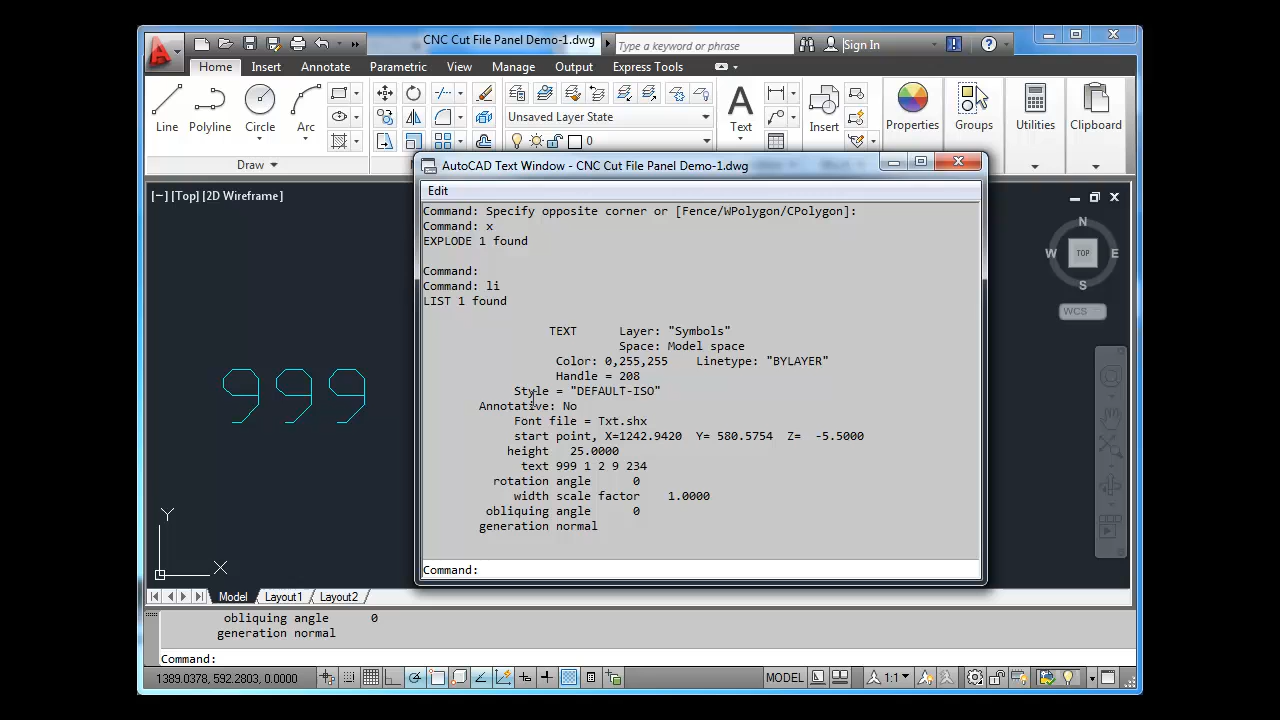 CNC Cut File Panel Demo-1.dwg
Type a keyword or phrase
Sign In
Home Insert Annotate Parametric View Manage Output Express Tools
Unsaved Layer State
0
Line Polyline Circle Arc Text Insert Properties Groups Utilities Clipboard
Draw
AutoCAD Text Window - CNC Cut File Panel Demo-1.dwg
Edit
[−] [Top] [2D Wireframe]
Command: Specify opposite corner or [Fence/WPolygon/CPolygon]:
Command: x
EXPLODE 1 found
Command:
Command: li
LIST 1 found
TEXT Layer: "Symbols"
Space: Model space
Color: 0,255,255 Linetype: "BYLAYER"
Handle = 208
Style = "DEFAULT-ISO"
Annotative: No
Font file = Txt.shx
start point, X=1242.9420 Y= 580.5754 Z= -5.5000
height 25.0000
text 999 1 2 9 234
rotation angle 0
width scale factor 1.0000
obliquing angle 0
generation normal
Command:
999
N
W TOP E
S
WCS
Y
X
Model Layout1 Layout2
obliquing angle 0
generation normal
Command:
1389.0378, 592.2803, 0.0000
MODEL
1:1